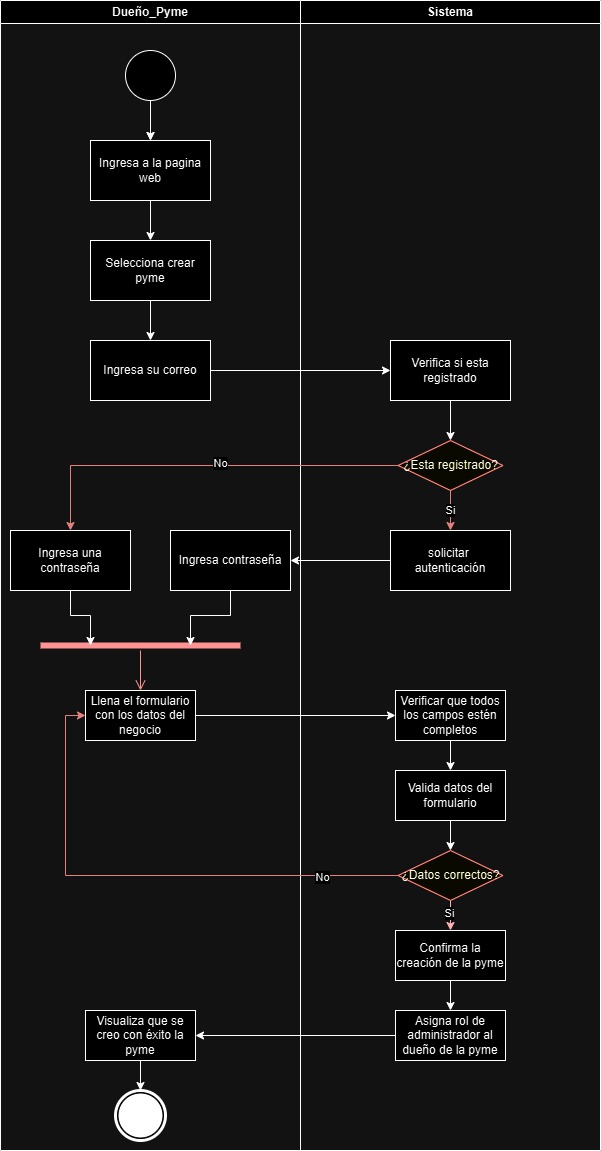 Dueño_Pyme
Sistema
Ingresa a la pagina
web
Selecciona crear
pyme
Ingresa su correo
Verifica si esta
registrado
¿Esta registrado?
No
Si
Ingresa una
contraseña
Ingresa contraseña
solicitar
autenticación
Llena el formulario
con los datos del
negocio
Verificar que todos
los campos estén
completos
Valida datos del
formulario
¿Datos correctos?
No
Si
Confirma la
creación de la pyme
Visualiza que se
creo con éxito la
pyme
Asigna rol de
administrador al
dueño de la pyme